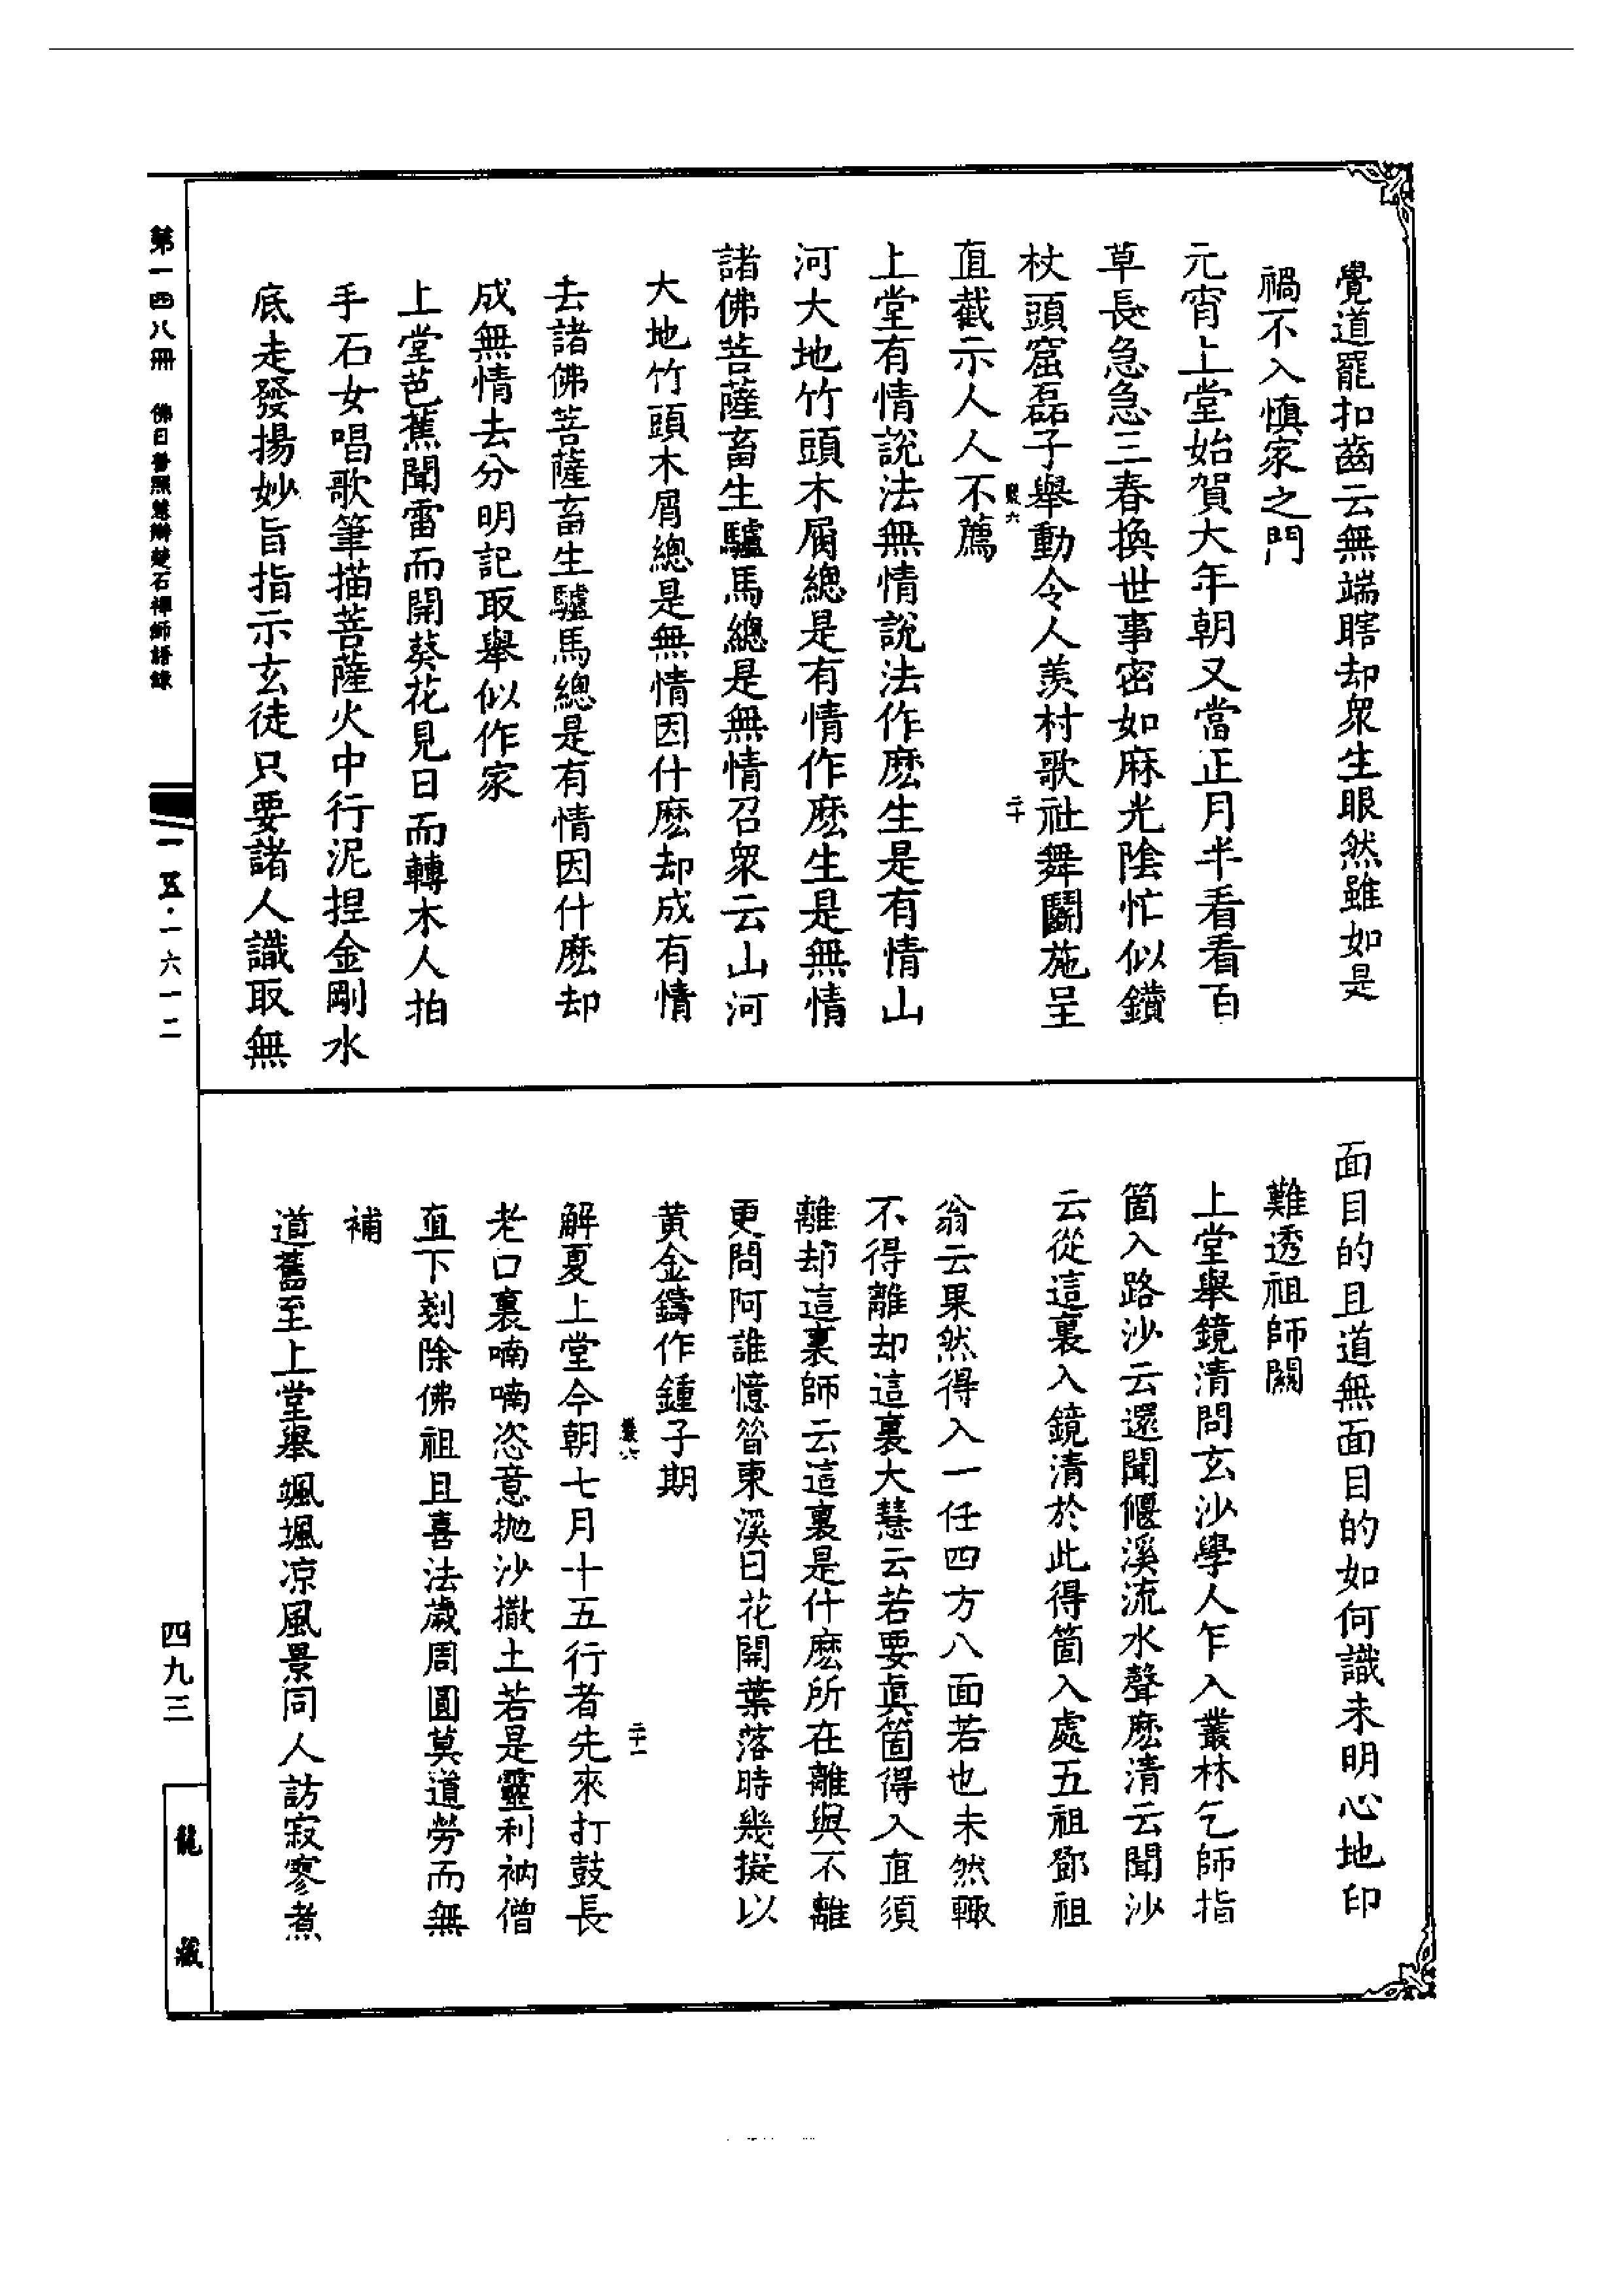 覺道罷扣齒云無端瞎却眾生眼然雖如是
禍不入慎家之門
元宵上堂始賀大年朝又當正月半看看百
草長急急三春換世事密如麻光陰忙似鑽
杖頭窟磊子舉動令人羨村歌社舞鬭施呈
直截示人人不薦
上堂有情說法無情說法作麽生是有情山
河大地竹頭木屑總是有情作麽生是無情
諸佛菩薩畜生驢馬總是無情召眾云山河
大地竹頭木屑總是無情因什麽却成有情
去諸佛菩薩畜生驢馬總是有情因什麽却
成無情去分明記取舉似作家
上堂芭蕉聞雷而開葵花見日而轉木人拍
手石女唱歌筆描菩薩火中行泥捏金剛水
底走發揚妙旨指示玄徒只要諸人識取無
二十
第一四八冊 佛日普照慧辯楚石禪師語錄
一五·一六一二
面目的且道無面目的如何識未明心地印
難透祖師關
上堂舉鏡清問玄沙學人乍入叢林乞師指
箇入路沙云還聞偃溪流水聲麽清云聞沙
云從這裏入鏡清於此得箇入處五祖鄧祖
翁云果然得入一任四方八面若也未然輙
不得離却這裏大慧云若要真箇得入直須
離却這裏師云這裏是什麽所在離與不離
更問阿誰憶昝東溪日花開葉落時幾擬以
黃金鑄作鍾子期
二十一
解夏上堂今朝七月十五行者先來打鼓長
老口裏喃喃恣意拋沙撒土若是靈利衲僧
直下剗除佛祖且喜法歲周圓莫道勞而無
補
道舊至上堂舉颯颯凉風景同人訪寂寥煮
四九三
龍藏